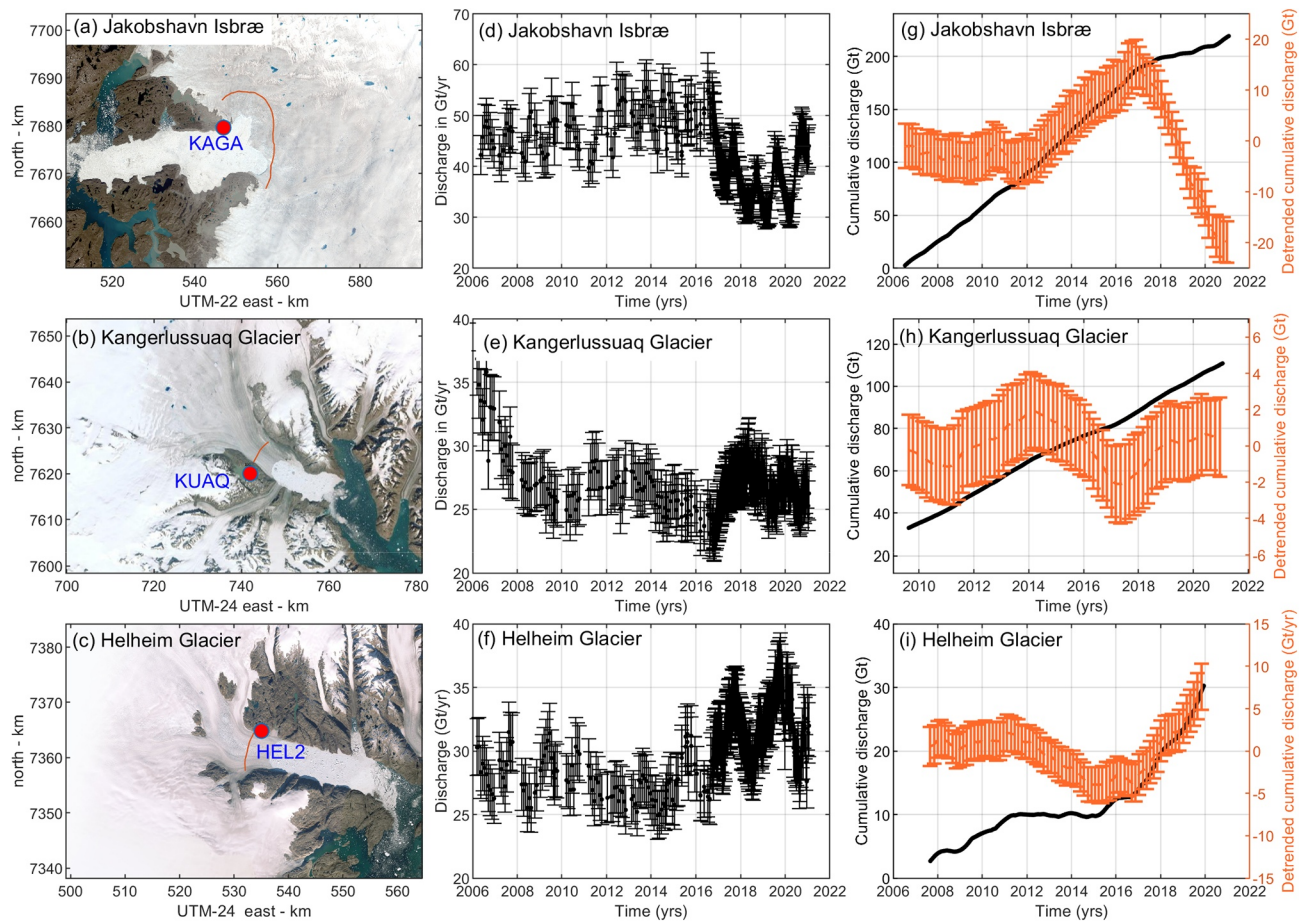 (a) Jakobshavn Isbræ
7700
7690
7680
7670
7660
north - km
KAGA
520
540
560
580
UTM-22 east - km
(d) Jakobshavn Isbræ
70
60
50
40
30
20
Discharge in Gt/yr
2006 2008 2010 2012 2014 2016 2018 2020 2022
Time (yrs)
(g) Jakobshavn Isbræ
200
150
100
50
0
Cumulative discharge (Gt)
20
10
0
-10
-20
Detrended cumulative discharge (Gt)
2006 2008 2010 2012 2014 2016 2018 2020 2022
Time (yrs)
(b) Kangerlussuaq Glacier
7650
7640
7630
7620
7610
7600
north - km
KUAQ
700
720
740
760
780
UTM-24 east - km
(e) Kangerlussuaq Glacier
40
35
30
25
20
Discharge in Gt/yr
2006 2008 2010 2012 2014 2016 2018 2020 2022
Time (yrs)
(h) Kangerlussuaq Glacier
120
100
80
60
40
20
Cumulative discharge (Gt)
6
4
2
0
-2
-4
-6
Detrended cumulative discharge (Gt)
2010 2012 2014 2016 2018 2020 2022
Time (yrs)
(c) Helheim Glacier
7380
7370
7360
7350
7340
north - km
HEL2
500 510 520 530 540 550 560
UTM-24 east - km
(f) Helheim Glacier
40
35
30
25
20
Discharge (Gt/yr)
2006 2008 2010 2012 2014 2016 2018 2020 2022
Time (yrs)
(i) Helheim Glacier
40
30
20
10
0
Cumulative discharge (Gt)
15
10
5
0
-5
-10
-15
Detrended cumulative discharge (Gt/yr)
2006 2008 2010 2012 2014 2016 2018 2020 2022
Time (yrs)